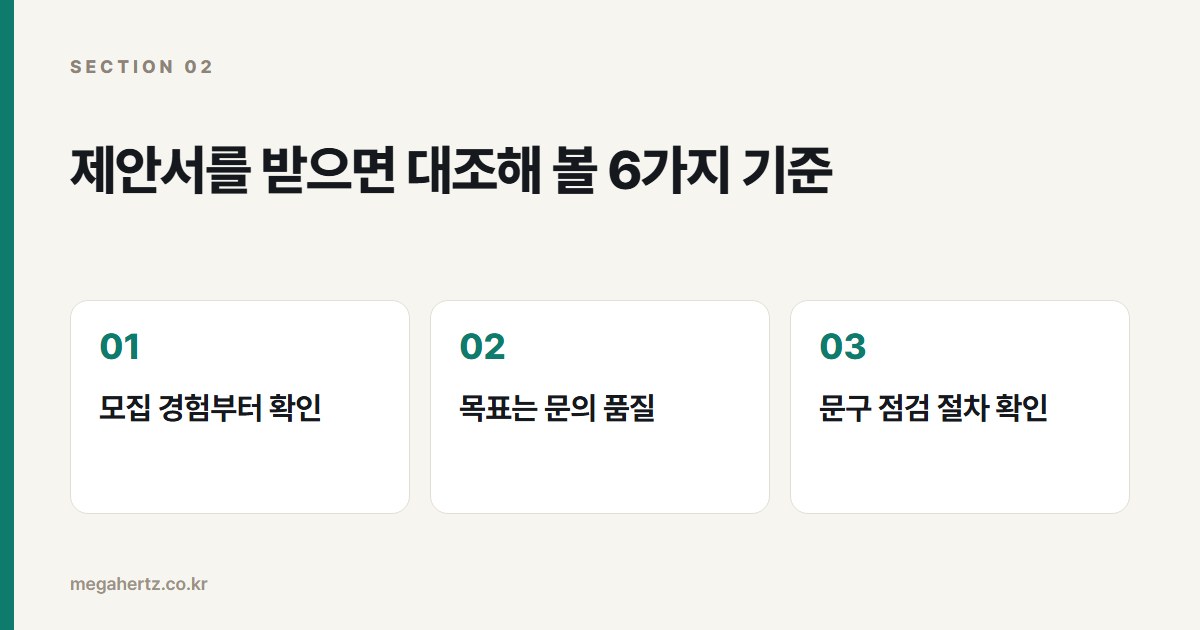 SECTION 02
제안서를 받으면 대조해 볼 6가지 기준
01
모집 경험부터 확인
02
목표는 문의 품질
03
문구 점검 절차 확인
megahertz.co.kr